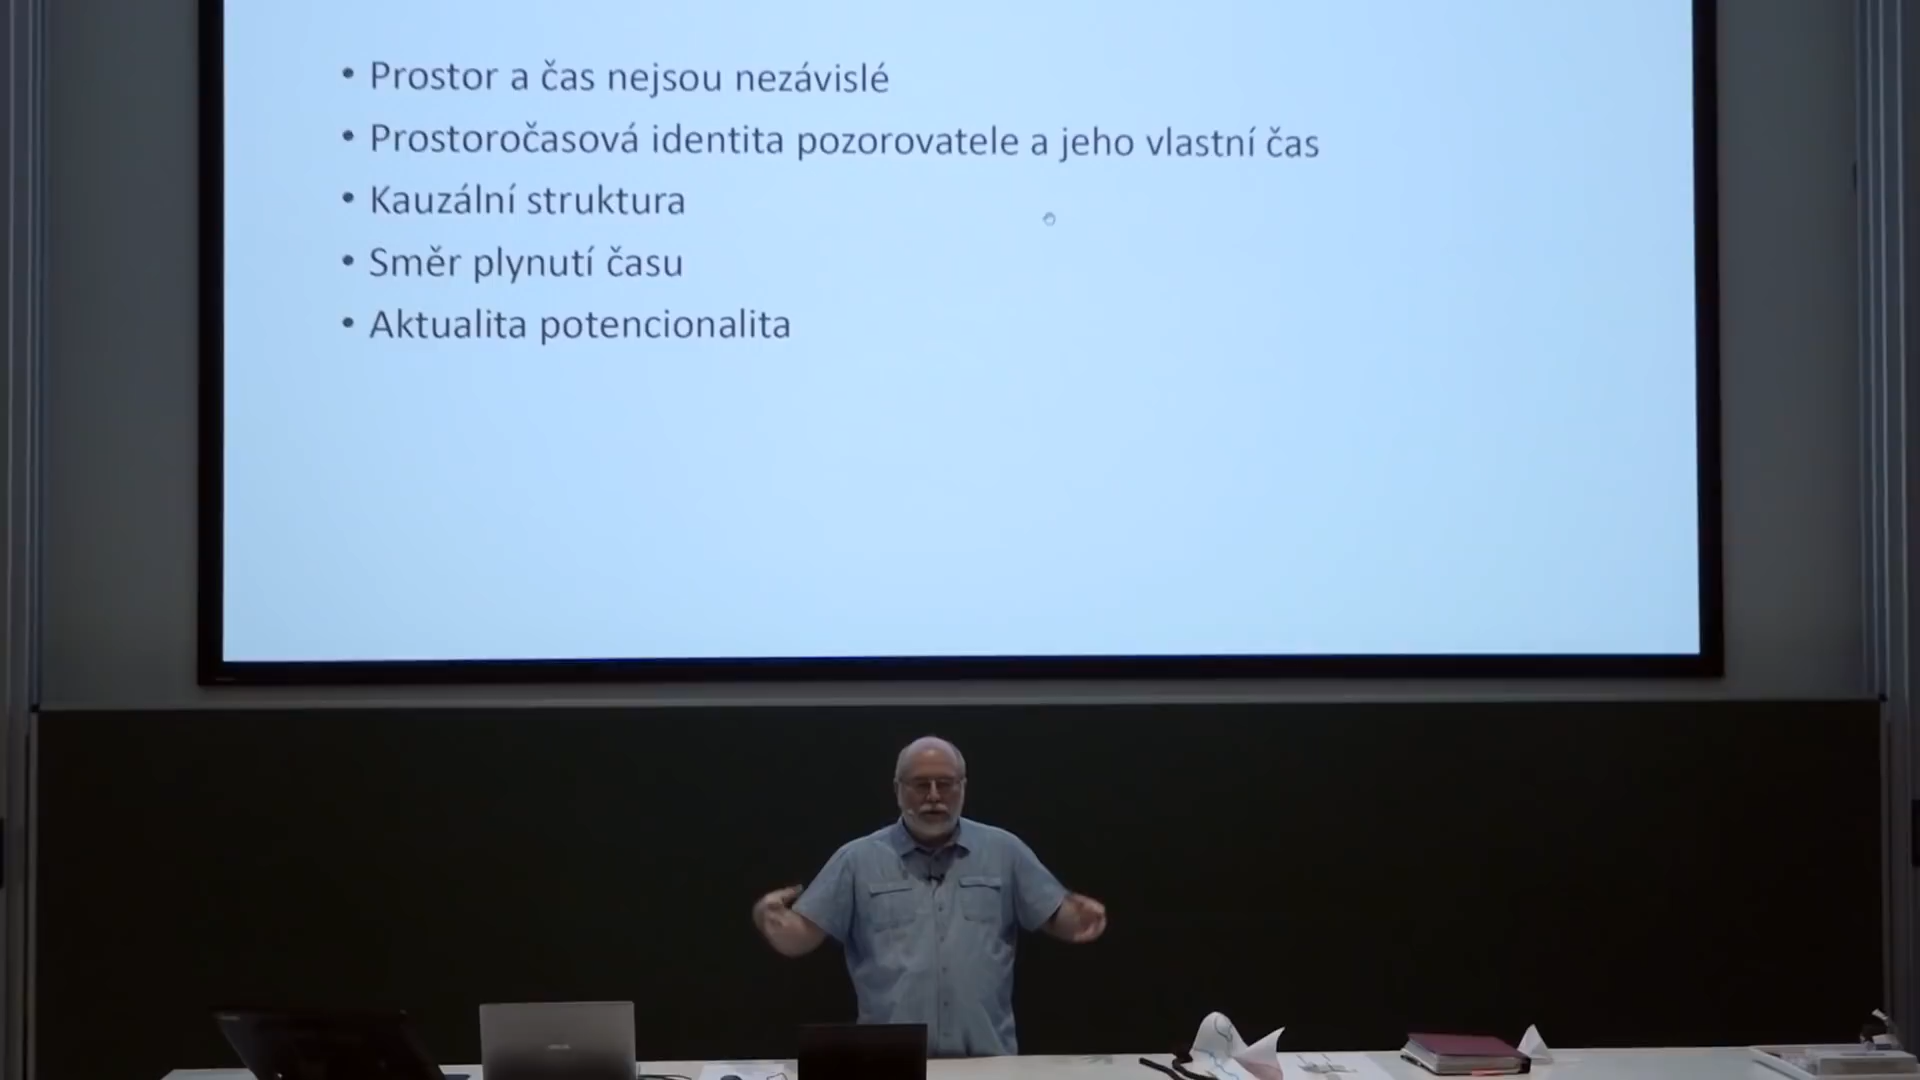 • Prostor a čas nejsou nezávislé
• Prostoročasová identita pozorovatele a jeho vlastní čas
• Kauzální struktura
• Směr plynutí času
• Aktualita potencionalita